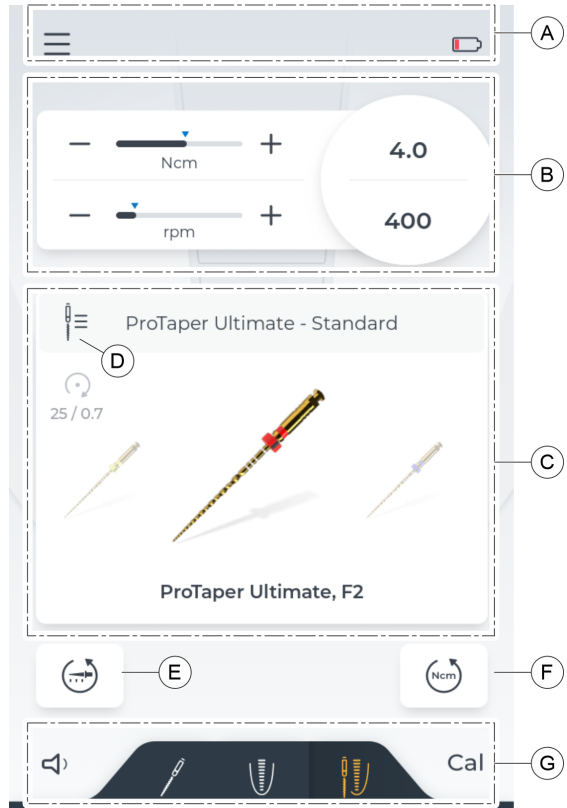 A
B
4.0
Ncm
400
rpm
ProTaper Ultimate - Standard
D
25 / 0.7
C
ProTaper Ultimate, F2
E
Ncm
F
Cal
G